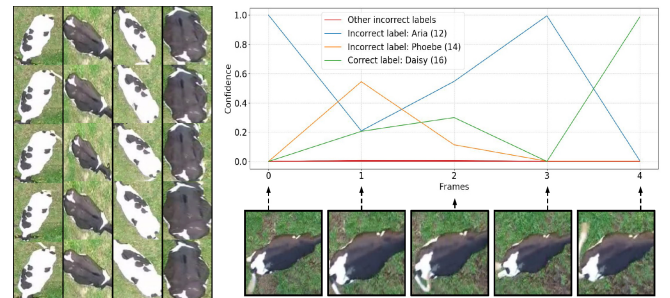 1.0
0.8
0.6
0.4
0.2
0.0
Confidence
Other incorrect labels
Incorrect label: Aria (12)
Incorrect label: Phoebe (14)
Correct label: Daisy (16)
0 1 2 3 4
Frames